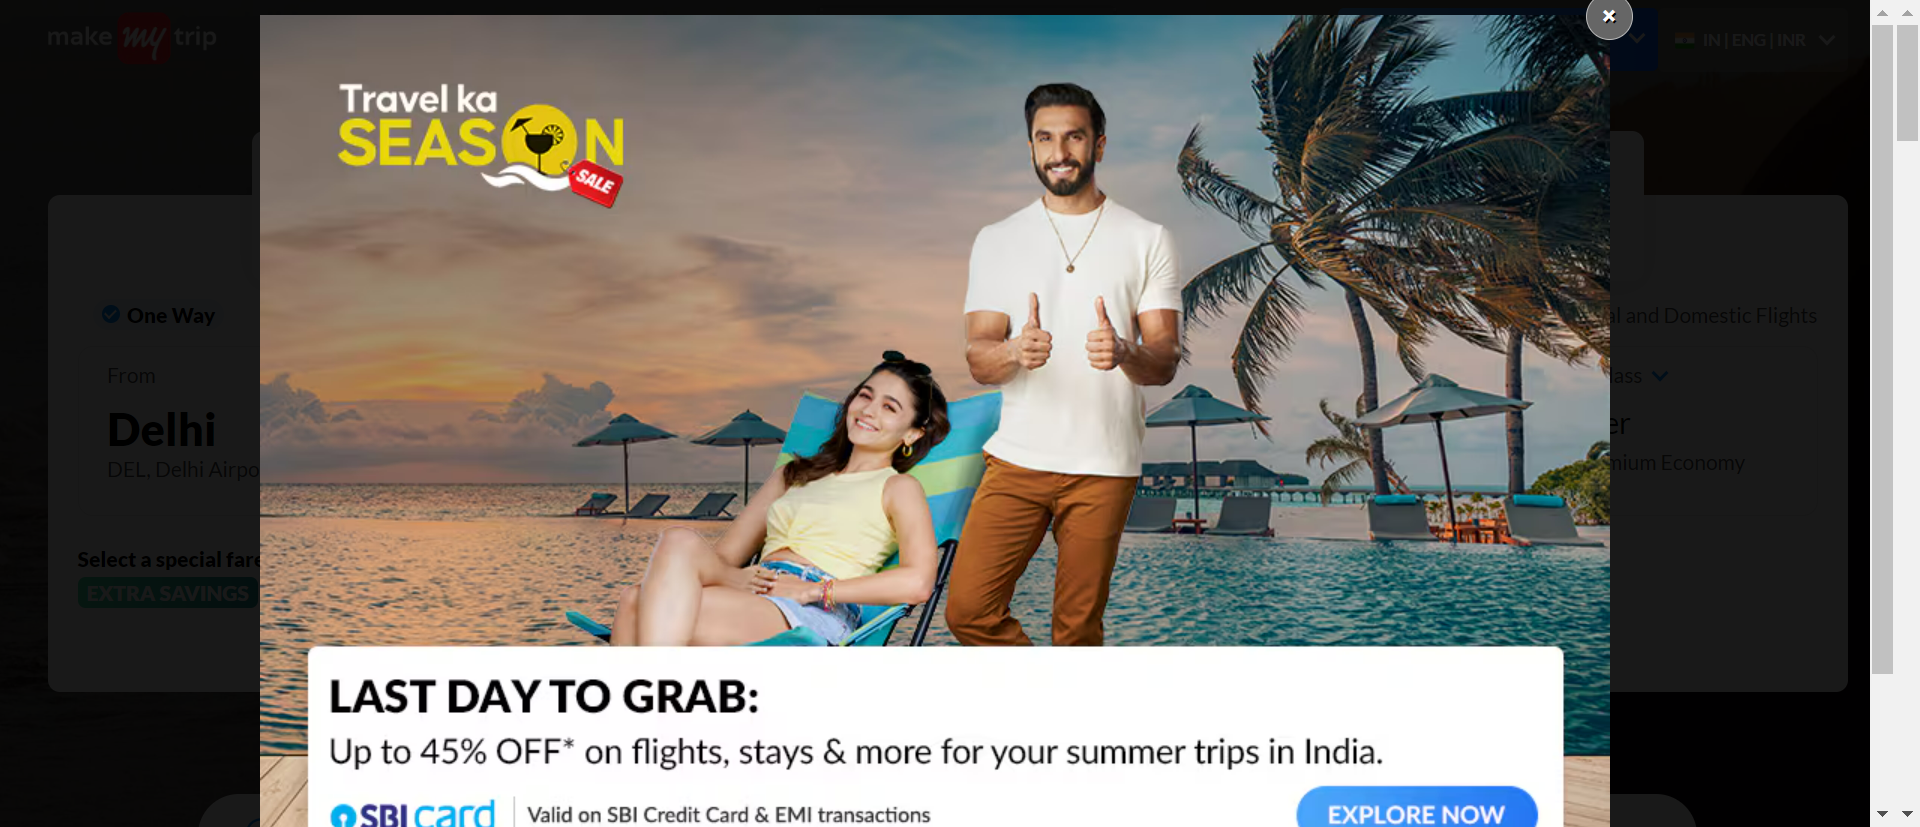 make my trip
IN | ENG | INR
Travel ka
SEASON
SALE
One Way
al and Domestic Flights
From
Delhi
DEL, Delhi Airpo
lass
er
mium Economy
Select a special fare
EXTRA SAVINGS
LAST DAY TO GRAB:
Up to 45% OFF* on flights, stays & more for your summer trips in India.
SBI card
Valid on SBI Credit Card & EMI transactions
EXPLORE NOW